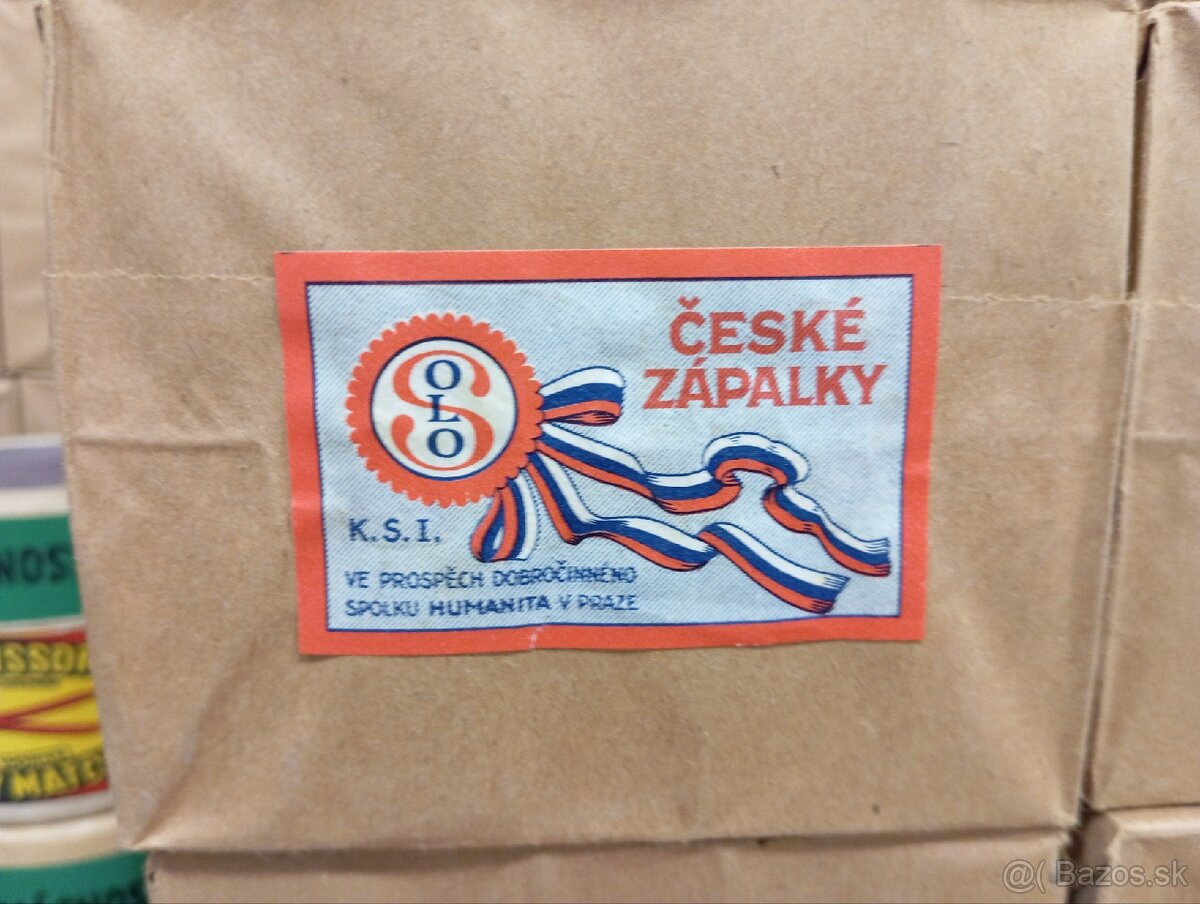 ČESKÉ
ZÁPALKY
SOLO
K.S.I.
VE PROSPĚCH DOBROČINNÉHO
SPOLKU HUMANITA V PRAZE
@( Bazos.sk